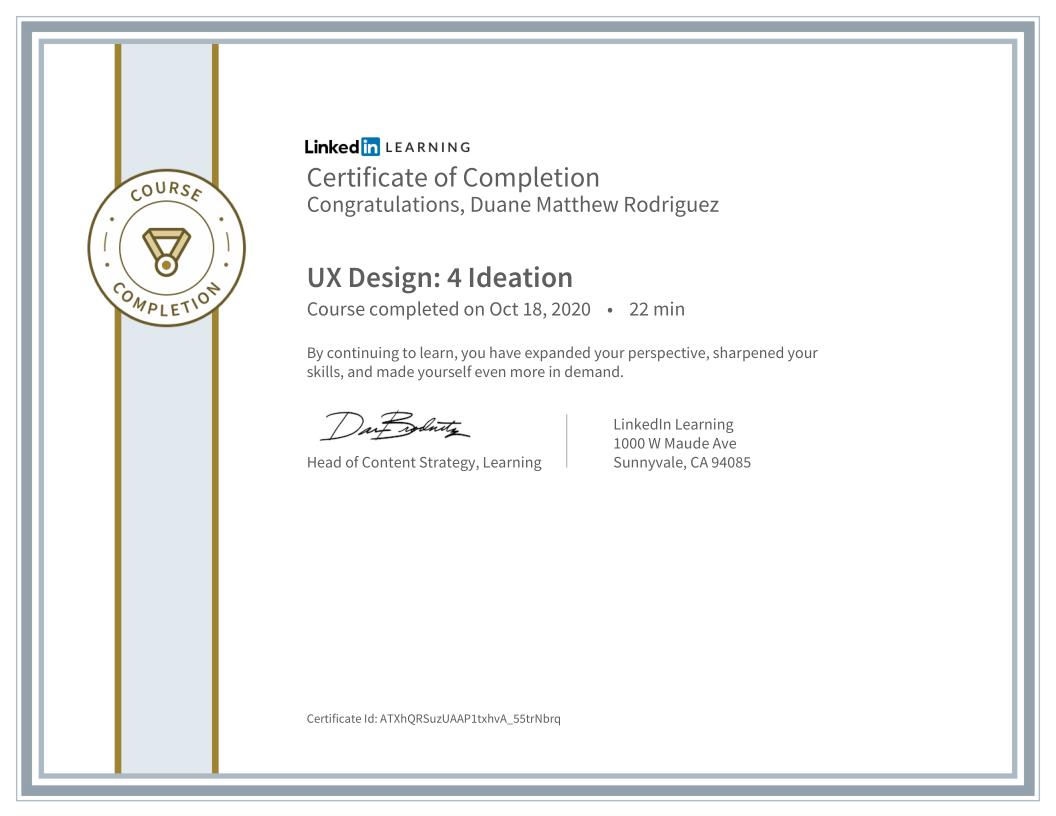 LinkedIn LEARNING
Certificate of Completion
Congratulations, Duane Matthew Rodriguez
COURSE
COMPLETION
UX Design: 4 Ideation
Course completed on Oct 18, 2020 • 22 min
By continuing to learn, you have expanded your perspective, sharpened your
skills, and made yourself even more in demand.
Head of Content Strategy, Learning
LinkedIn Learning
1000 W Maude Ave
Sunnyvale, CA 94085
Certificate Id: ATXhQRSuzUAAP1txhvA_55trNbrq